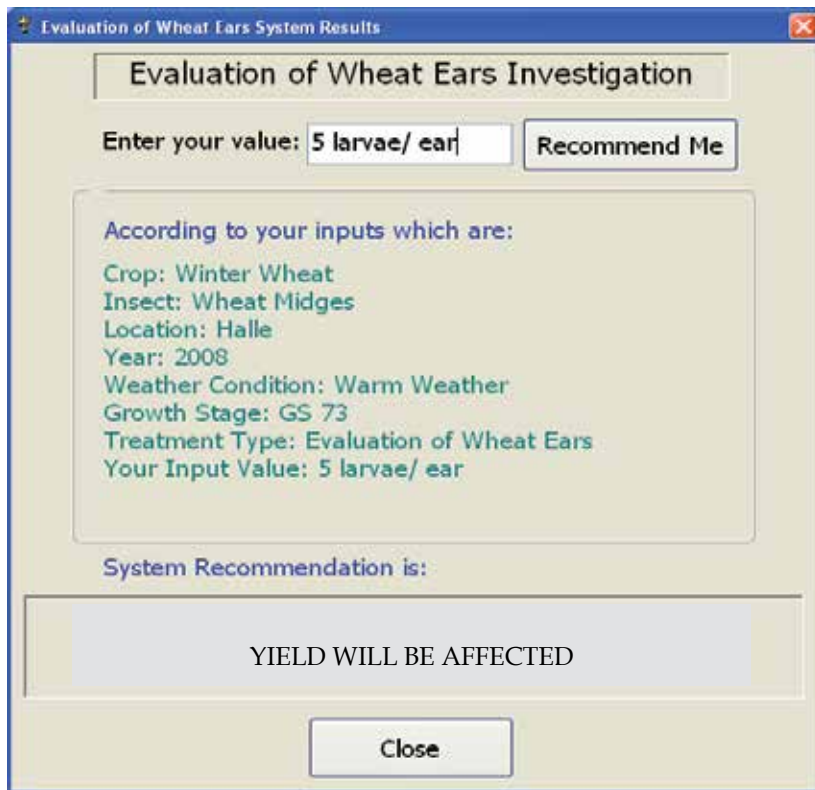 Evaluation of Wheat Ears System Results
Evaluation of Wheat Ears Investigation
Enter your value: 5 larvae/ ear Recommend Me
According to your inputs which are:
Crop: Winter Wheat
Insect: Wheat Midges
Location: Halle
Year: 2008
Weather Condition: Warm Weather
Growth Stage: GS 73
Treatment Type: Evaluation of Wheat Ears
Your Input Value: 5 larvae/ ear
System Recommendation is:
YIELD WILL BE AFFECTED
Close